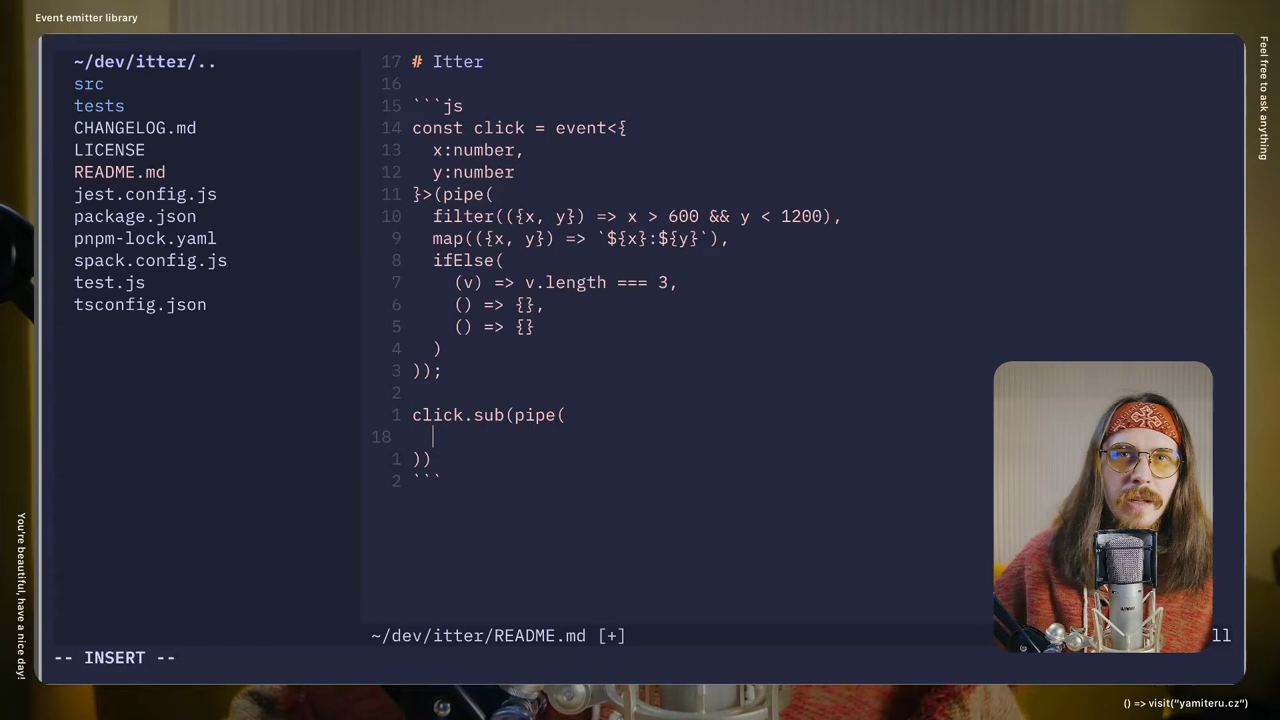 Event emitter library
Feel free to ask anything
~/dev/itter/..
src
tests
CHANGELOG.md
LICENSE
README.md
jest.config.js
package.json
pnpm-lock.yaml
spack.config.js
test.js
tsconfig.json
17 # Itter
16
15 ```js
14 const click = event<{
13   x:number,
12   y:number
11 }>(pipe(
10   filter(({x, y}) => x > 600 && y < 1200),
9   map(({x, y}) => `${x}:${y}`),
8   ifElse(
7     (v) => v.length === 3,
6     () => {},
5     () => {}
4   )
3 ));
2
1 click.sub(pipe(
18
1 ))
2 ```
~/dev/itter/README.md [+]
ll
-- INSERT --
You're beautiful, have a nice day!
() => visit("yamiteru.cz")